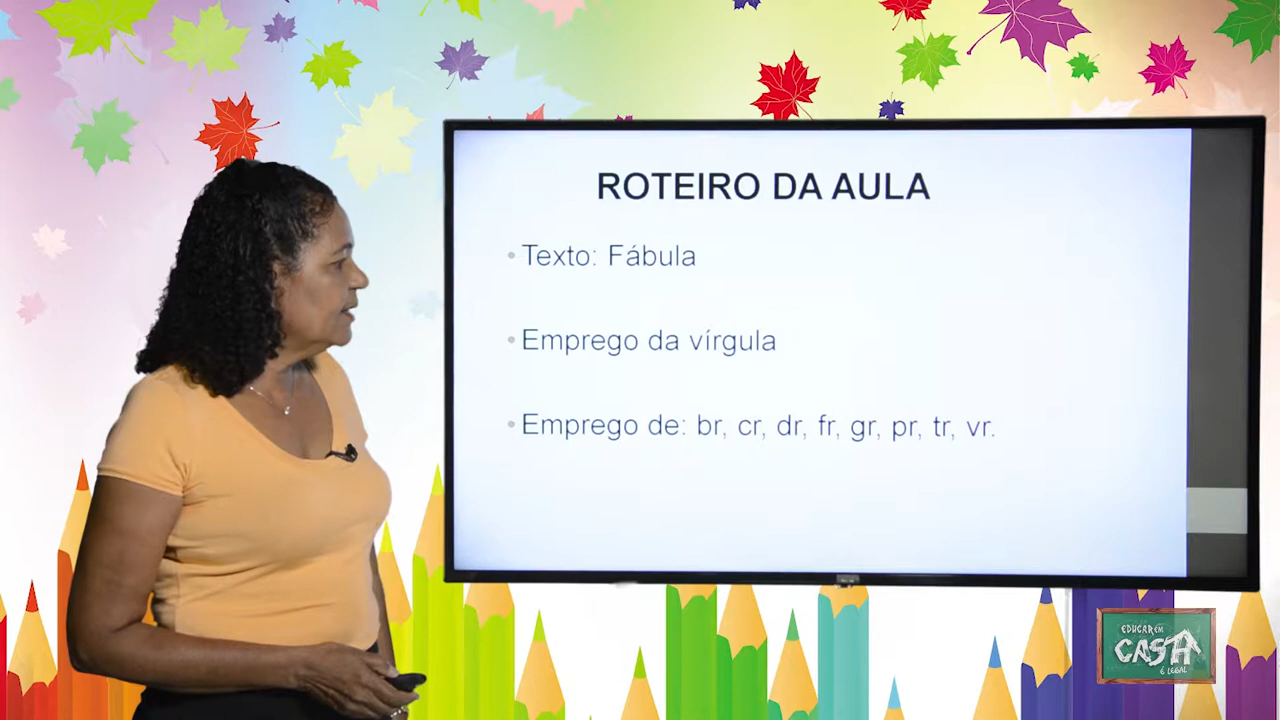 ROTEIRO DA AULA
• Texto: Fábula
• Emprego da vírgula
• Emprego de: br, cr, dr, fr, gr, pr, tr, vr.
EDUCAR EM
CASA
É LEGAL